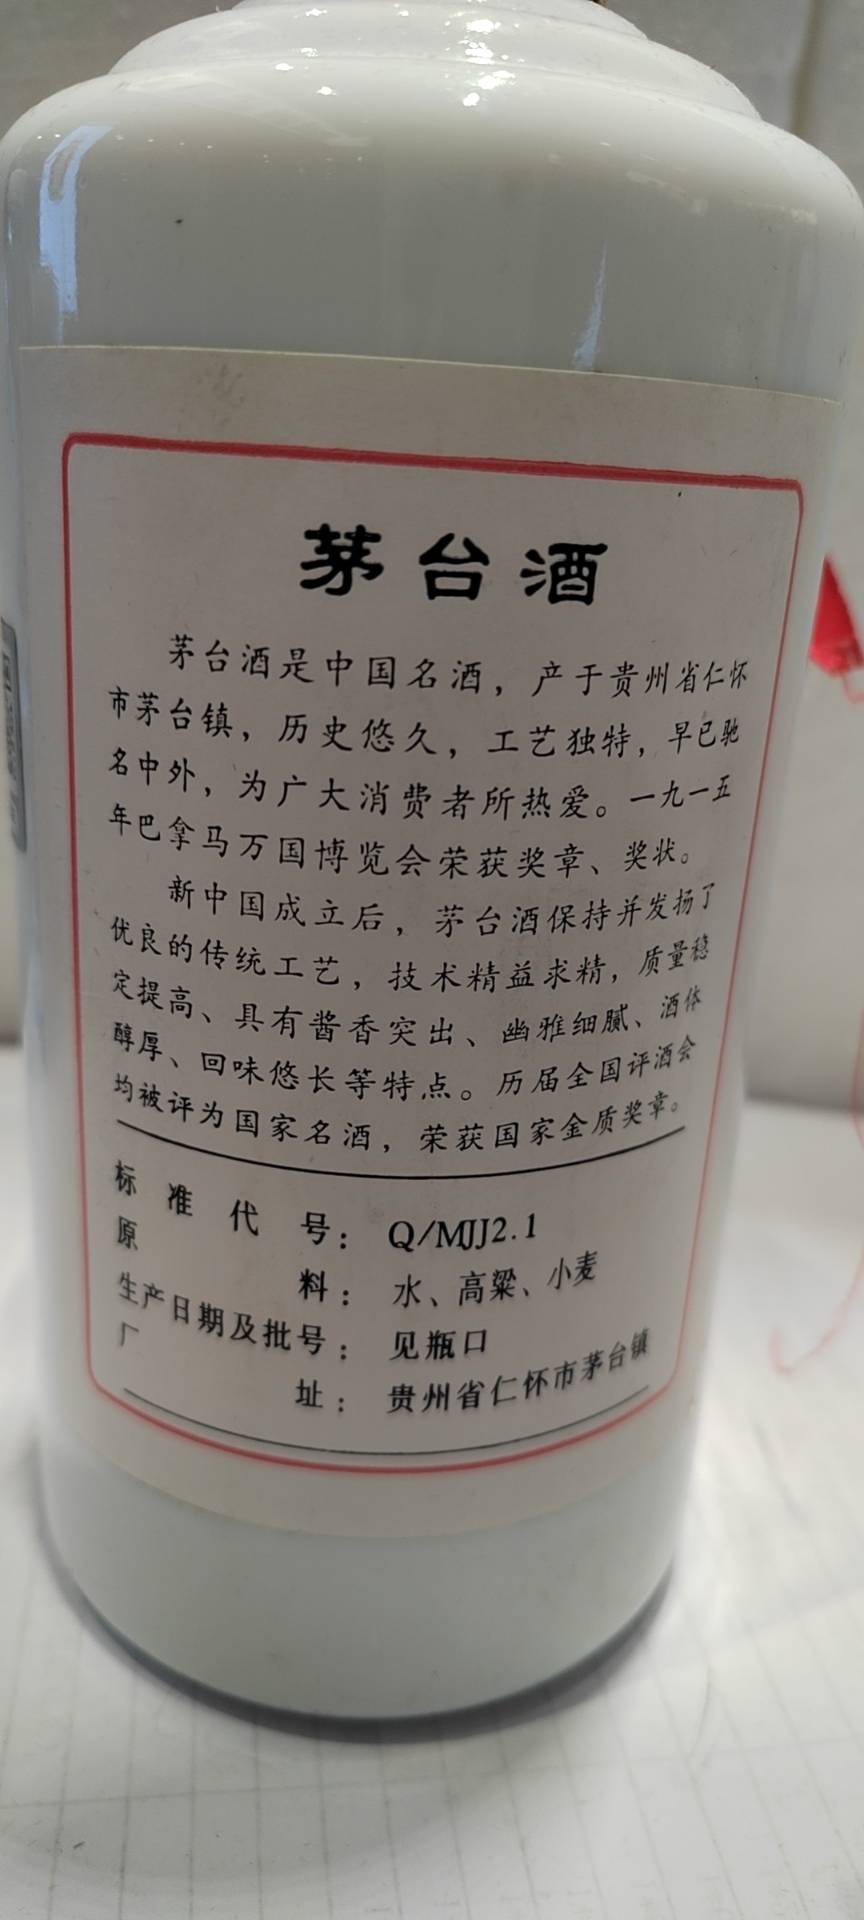 茅台酒
茅台酒是中国名酒，产于贵州省仁怀
市茅台镇，历史悠久，工艺独特，早已驰
名中外，为广大消费者所热爱。一九一五
年巴拿马万国博览会荣获奖章、奖状。
新中国成立后，茅台酒保持并发扬了
优良的传统工艺，技术精益求精，质量稳
定提高、具有酱香突出、幽雅细腻、酒体
醇厚、回味悠长等特点。历届全国评酒会
均被评为国家名酒，荣获国家金质奖章。
标准代号：Q/MJJ2.1
原料：水、高粱、小麦
生产日期及批号：见瓶口
厂址：贵州省仁怀市茅台镇